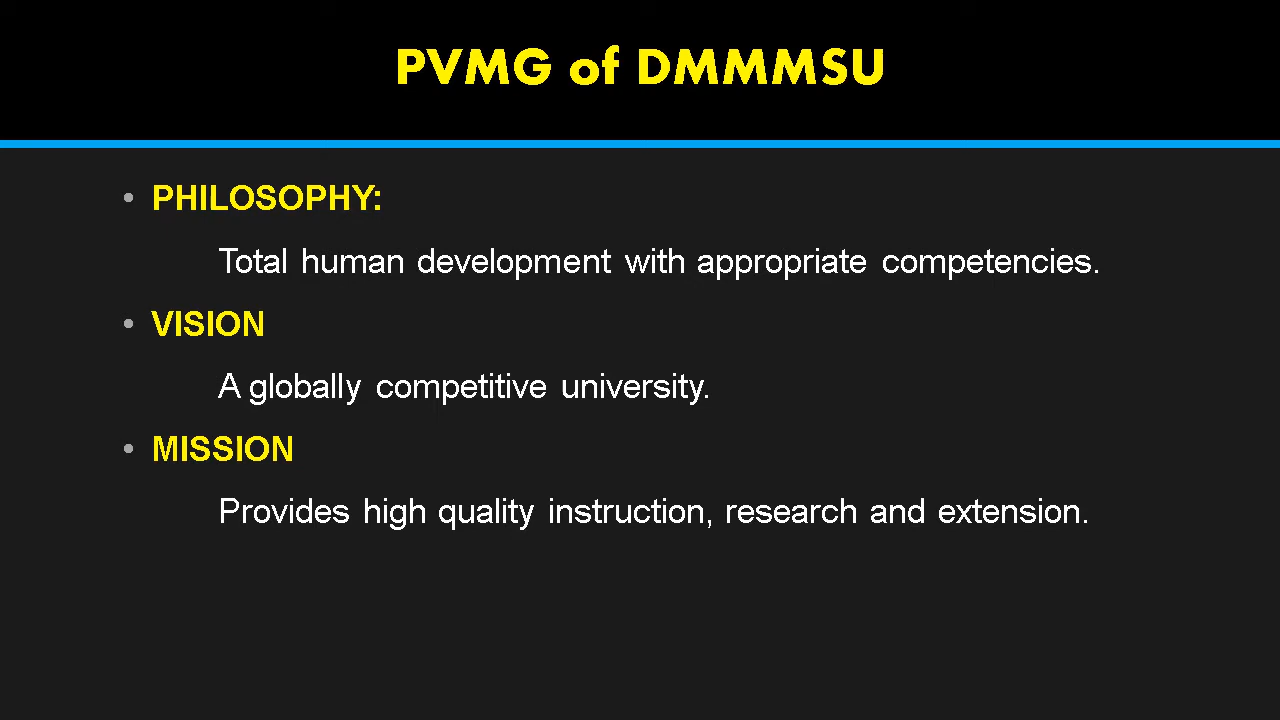 PVMG of DMMMSU
• PHILOSOPHY:
Total human development with appropriate competencies.
• VISION
A globally competitive university.
• MISSION
Provides high quality instruction, research and extension.